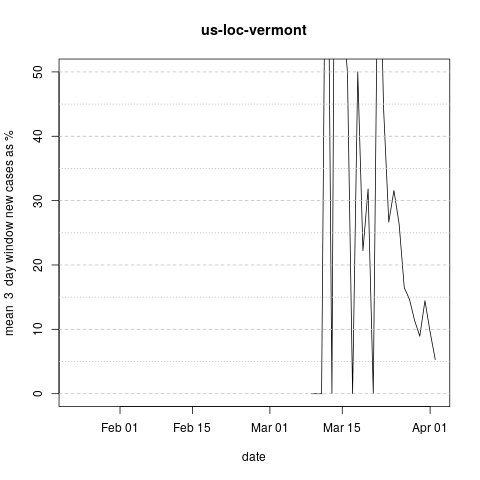 us-loc-vermont
mean 3 day window new cases as %
50
40
30
20
10
0
Feb 01
Feb 15
Mar 01
Mar 15
Apr 01
date